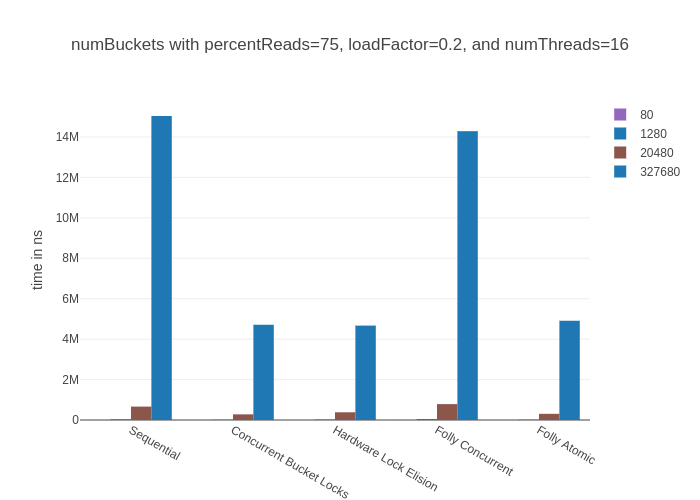 numBuckets with percentReads=75, loadFactor=0.2, and numThreads=16
80
1280
20480
327680
time in ns
14M
12M
10M
8M
6M
4M
2M
0
Sequential
Concurrent Bucket Locks
Hardware Lock Elision
Folly Concurrent
Folly Atomic